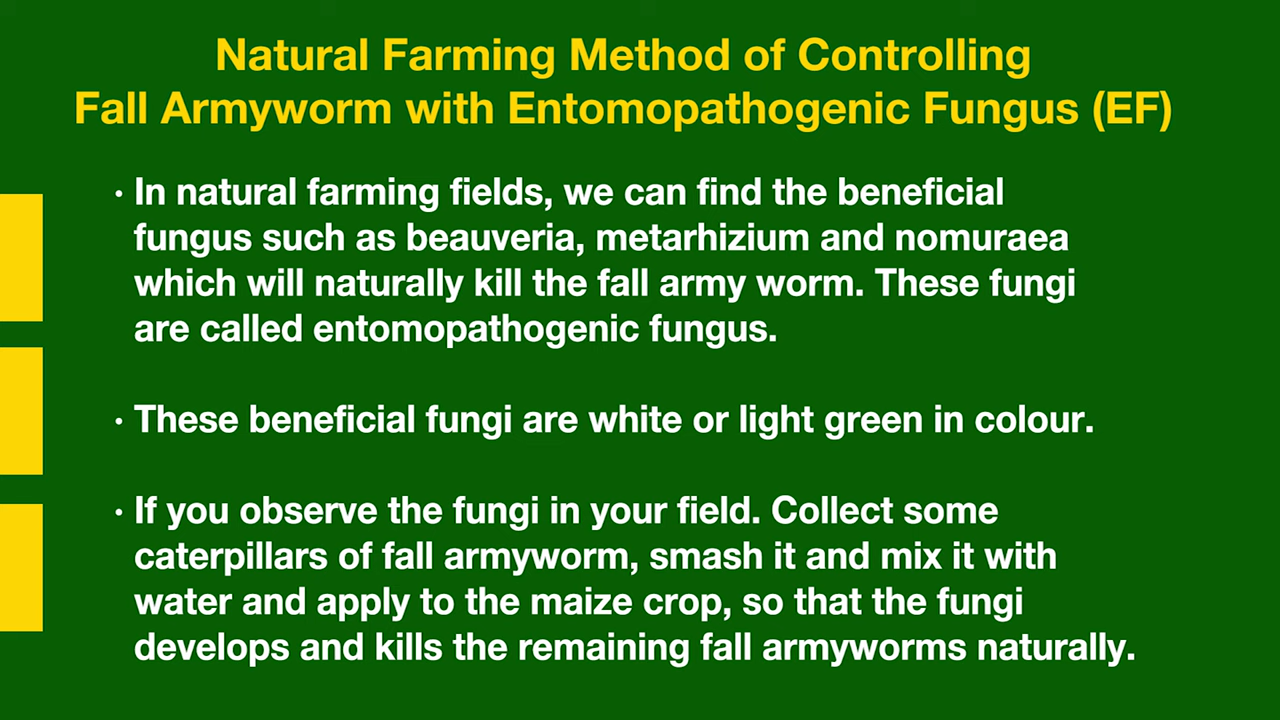 Natural Farming Method of Controlling
Fall Armyworm with Entomopathogenic Fungus (EF)
· In natural farming fields, we can find the beneficial
fungus such as beauveria, metarhizium and nomuraea
which will naturally kill the fall army worm. These fungi
are called entomopathogenic fungus.
· These beneficial fungi are white or light green in colour.
· If you observe the fungi in your field. Collect some
caterpillars of fall armyworm, smash it and mix it with
water and apply to the maize crop, so that the fungi
develops and kills the remaining fall armyworms naturally.